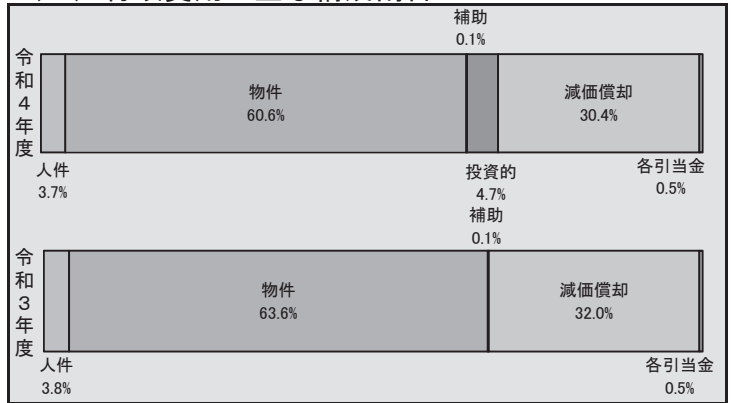 補助
0.1%
令和4年度
物件
60.6%
減価償却
30.4%
人件
3.7%
投資的
4.7%
各引当金
0.5%
補助
0.1%
令和3年度
物件
63.6%
減価償却
32.0%
人件
3.8%
各引当金
0.5%